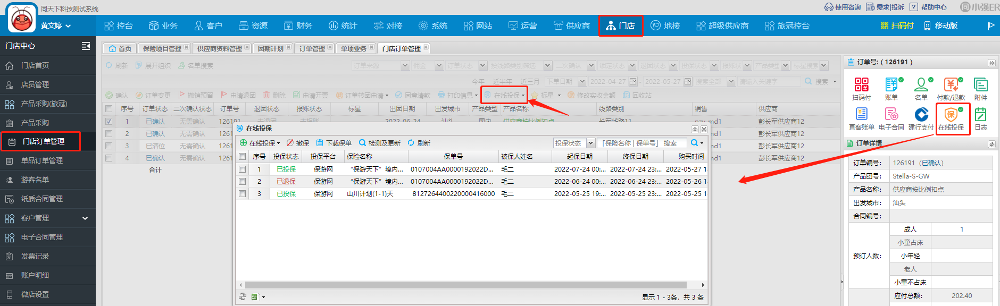 同天下科技测试系统
使用咨询 需求|投诉 帮助中心 小强ER
黄文婷
控台 业务 客户 资源 财务 统计 对接 系统 网站 运营 供应商 门店 地接 超级供应商 旅冠控台 扫码付 移动版
门店中心
门店首页
店员管理
产品采购(旅冠)
产品采购
门店订单管理
单品订单管理
游客名单
纸质合同管理
客户管理
电子合同管理
发票记录
账户明细
微店设置
首页 保险项目管理 供应商资料管理 团期计划 订单管理 单项业务 门店订单管理
刷新 展开组织 名单搜索 订单来源 佣金 订单状态 按线路类别筛选 二次确认 锁定状态 退团状态 投保状态 报账状 产品类型 标星搜索
今年 近半年 近三月 下单日期 2022-04-27 - 2022-05-27 搜索全部 请输入关键字 搜索
确认 订单变更 撤销预留 申请退团 删除 申请开票 订单转团申请 同意请款 打印信息 在线投保 标星 修改实收金额 回收站
序号 订单状态 二次确认状态 订单号 退团状态 报账状态 标星 出团日期 出发城市 产品类型 产品名称 线路类别 销售 供应商
1 已确认 无需确认 126191 未退团 未报账 2022-06-24 汕头 国内 供应商按比例扣点 长军线路11 md1 彭长军供应商12
2 已确认 无需确认 1261 md1 彭长军供应商12
3 已清位 无需确认 1261 md1 彭长军供应商12
4 已确认 无需确认 1261 md1 彭长军供应商12
合计
在线投保
在线投保 撤保 下载保单 检测及更新 刷新 投保状态 「保险名称 | 保单号」 搜索
序号 投保状态 投保平台 保险名称 保单号 被保人姓名 起保日期 终保日期 购买时间
1 已投保 保游网 “保游天下”境内... 0107004AA0000192022D... 毛二 2022-07-24 00:... 2022-07-24 23:... 2022-05-27 1
2 已退保 保游网 “保游天下”境内... 0107004AA0000192022D... 毛二 2022-06-24 00:... 2022-06-24 23:... 2022-05-26 1
3 已投保 保游网 山川计划(1-1)天 8127264400220000416000 毛二 2022-05-25 19:... 2022-05-25 23:... 2022-05-25 1
显示 1 - 3条，共 3 条
订单号: ( 126191 )
扫码付 账单 名单 付款/退款 附件
直客账单 电子合同 建行支付 在线投保 日志
订单详情
订单编号: 126191（已确认）
产品团号: Stella-S-GW
产品名称: 供应商按比例扣点
出发城市: 汕头
合同编号:
成人 1
小童占床
预订人数: 小年轻
老人
小童不占床
应付总额: 202.40